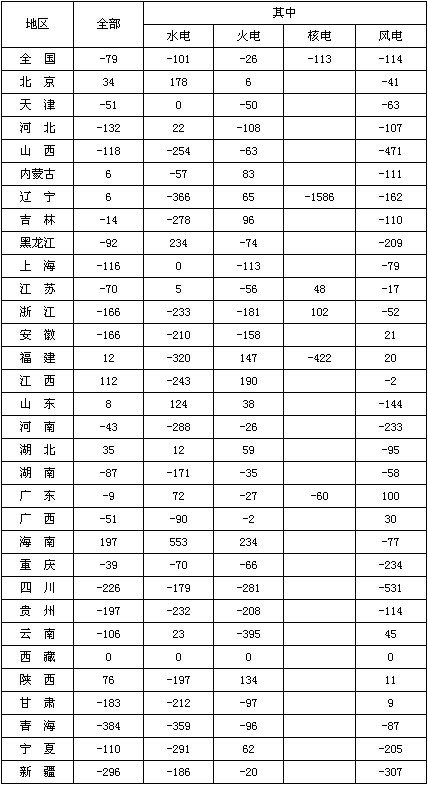 地区 全部 其中
水电 火电 核电 风电
全 国 -79 -101 -26 -113 -114
北 京 34 178 6 -41
天 津 -51 0 -50 -63
河 北 -132 22 -108 -107
山 西 -118 -254 -63 -471
内蒙古 6 -57 83 -111
辽 宁 6 -366 65 -1586 -162
吉 林 -14 -278 96 -110
黑龙江 -92 234 -74 -209
上 海 -116 0 -113 -79
江 苏 -70 5 -56 48 -17
浙 江 -166 -233 -181 102 -52
安 徽 -166 -210 -158 21
福 建 12 -320 147 -422 20
江 西 112 -243 190 -2
山 东 8 124 38 -144
河 南 -43 -288 -26 -233
湖 北 35 12 59 -95
湖 南 -87 -171 -35 -58
广 东 -9 72 -27 -60 100
广 西 -51 -90 -2 30
海 南 197 553 234 -77
重 庆 -39 -70 -66 -234
四 川 -226 -179 -281 -531
贵 州 -197 -232 -208 -114
云 南 -106 23 -395 45
西 藏 0 0 0 0
陕 西 76 -197 134 11
甘 肃 -183 -212 -97 9
青 海 -384 -359 -96 -87
宁 夏 -110 -291 62 -205
新 疆 -296 -186 -20 -307